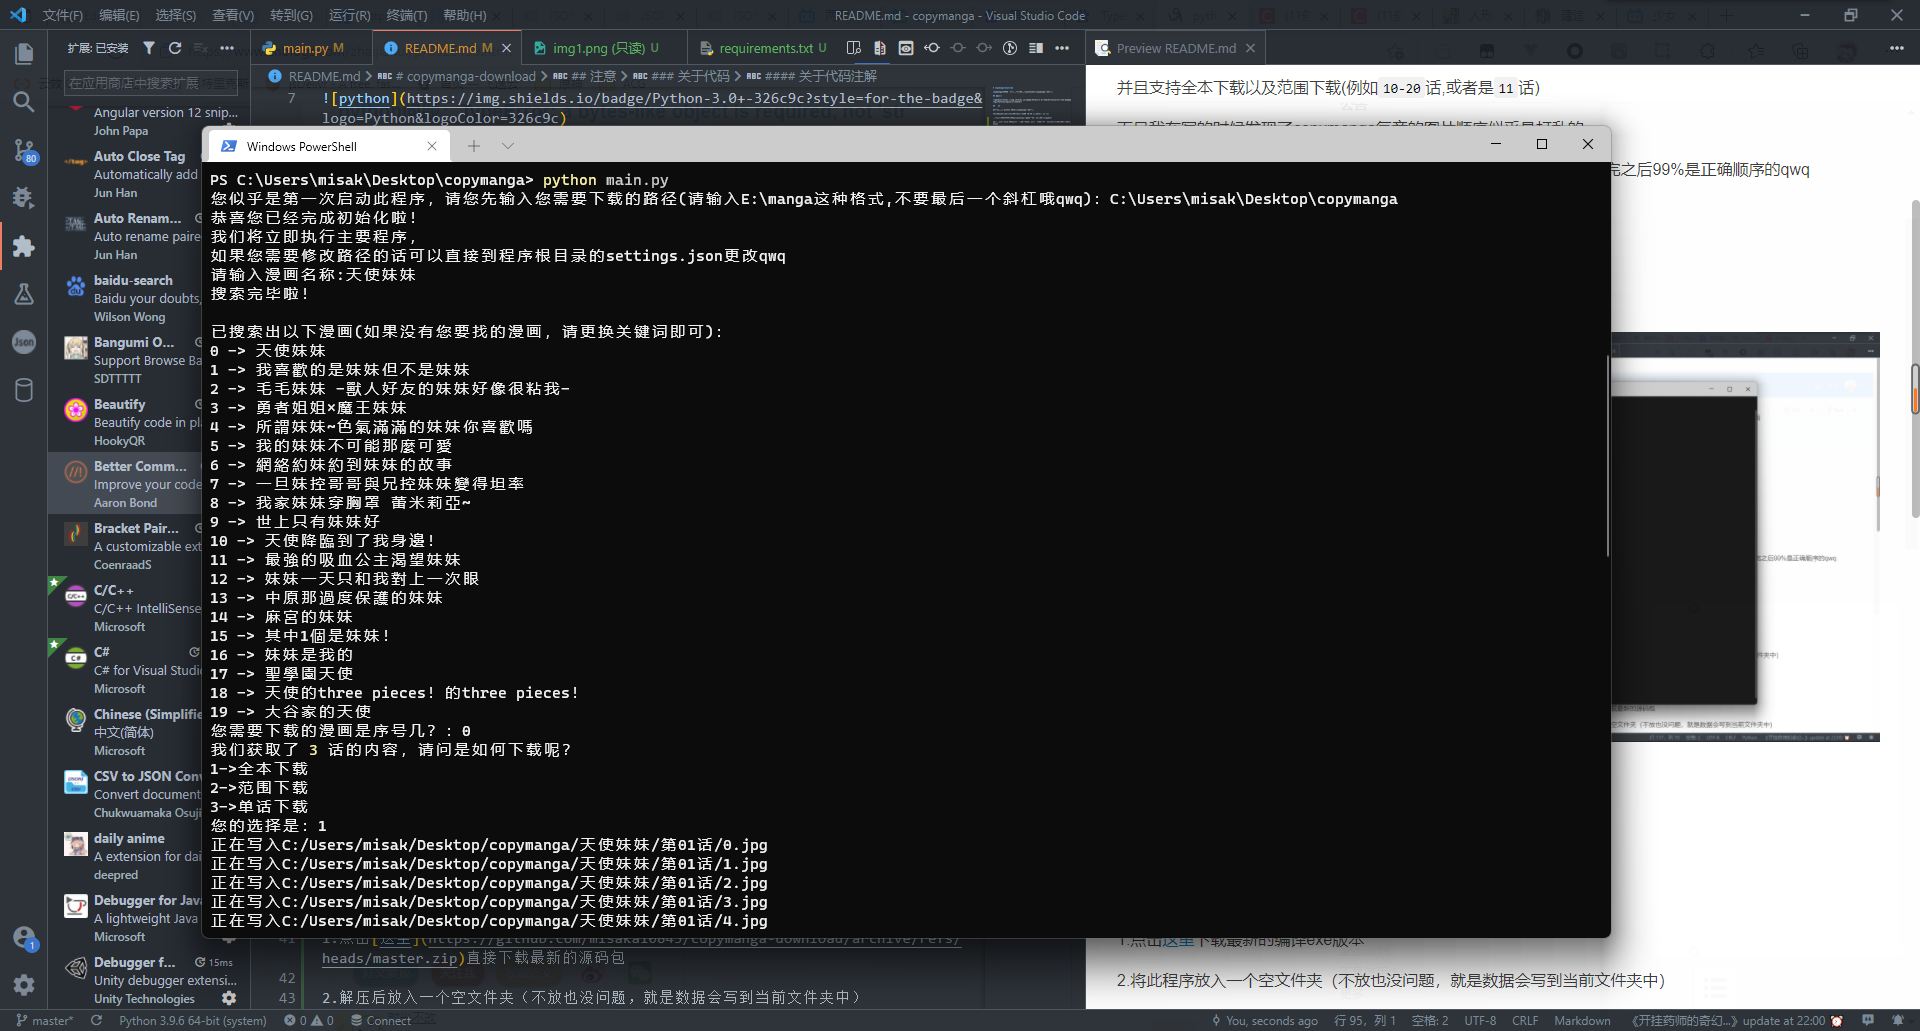 文件(F) 编辑(E) 选择(S) 查看(V) 转到(G) 运行(R) 终端(T) 帮助(H)
README.md - copymanga - Visual Studio Code
扩展: 已安装
main.py M
README.md M
img1.png (只读) U
requirements.txt U
Preview README.md
在应用商店中搜索扩展
README.md > # copymanga-download > ## 注意 > ### 关于代码 > #### 关于代码注解
7 ![python](https://img.shields.io/badge/Python-3.0+-326c9c?style=for-the-badge&
logo=Python&logoColor=326c9c)
并且支持全本下载以及范围下载(例如 10-20 话,或者是 11 话)
完之后99%是正确顺序的qwq
Angular version 12 snip...
John Papa
Auto Close Tag
Automatically add
Jun Han
Auto Renam...
Auto rename paire
Jun Han
baidu-search
Baidu your doubts,
Wilson Wong
Bangumi O...
Support Browse Ba
SDTTTTT
Beautify
Beautify code in pl
HookyQR
Better Comm...
Improve your code
Aaron Bond
Bracket Pair...
A customizable ext
CoenraadS
C/C++
C/C++ IntelliSense
Microsoft
C#
C# for Visual Studi
Microsoft
Chinese (Simplifie
中文(简体)
Microsoft
CSV to JSON Conv
Convert document
Chukwuamaka Osuji
daily anime
A extension for dai
deepred
Debugger for Java
A lightweight Java
Microsoft
Debugger f... 15ms
Unity debugger extensi...
Unity Technologies
80
Json
1
Windows PowerShell
PS C:\Users\misak\Desktop\copymanga> python main.py
您似乎是第一次启动此程序，请您先输入您需要下载的路径(请输入E:\manga这种格式,不要最后一个斜杠哦qwq): C:\Users\misak\Desktop\copymanga
恭喜您已经完成初始化啦！
我们将立即执行主要程序，
如果您需要修改路径的话可以直接到程序根目录的settings.json更改qwq
请输入漫画名称:天使妹妹
搜索完毕啦！
已搜索出以下漫画(如果没有您要找的漫画，请更换关键词即可)：
0 -> 天使妹妹
1 -> 我喜歡的是妹妹但不是妹妹
2 -> 毛毛妹妹 -獸人好友的妹妹好像很粘我-
3 -> 勇者姐姐×魔王妹妹
4 -> 所謂妹妹~色氣滿滿的妹妹你喜歡嗎
5 -> 我的妹妹不可能那麼可愛
6 -> 網絡約妹約到妹妹的故事
7 -> 一旦妹控哥哥與兄控妹妹變得坦率
8 -> 我家妹妹穿胸罩 莤米莉亞~
9 -> 世上只有妹妹好
10 -> 天使降臨到了我身邊！
11 -> 最強的吸血公主渴望妹妹
12 -> 妹妹一天只和我對上一次眼
13 -> 中原那過度保護的妹妹
14 -> 麻宮的妹妹
15 -> 其中1個是妹妹！
16 -> 妹妹是我的
17 -> 聖學園天使
18 -> 天使的three pieces! 的three pieces!
19 -> 大谷家的天使
您需要下载的漫画是序号几？: 0
我们获取了 3 话的内容，请问是如何下载呢？
1->全本下载
2->范围下载
3->单话下载
您的选择是：1
正在写入C:/Users/misak/Desktop/copymanga/天使妹妹/第01话/0.jpg
正在写入C:/Users/misak/Desktop/copymanga/天使妹妹/第01话/1.jpg
正在写入C:/Users/misak/Desktop/copymanga/天使妹妹/第01话/2.jpg
正在写入C:/Users/misak/Desktop/copymanga/天使妹妹/第01话/3.jpg
正在写入C:/Users/misak/Desktop/copymanga/天使妹妹/第01话/4.jpg
heads/master.zip)直接下载最新的源码包
42
43 2.解压后放入一个空文件夹（不放也没问题，就是数据会写到当前文件夹中）
1.点击这里下载最新的编译exe版本
2.将此程序放入一个空文件夹（不放也没问题，就是数据会写到当前文件夹中）
master* Python 3.9.6 64-bit (system) 0 0 Connect
You, seconds ago 行 95，列 1 空格: 2 UTF-8 CRLF Markdown 《开挂药师的奇幻...》update at 22:00